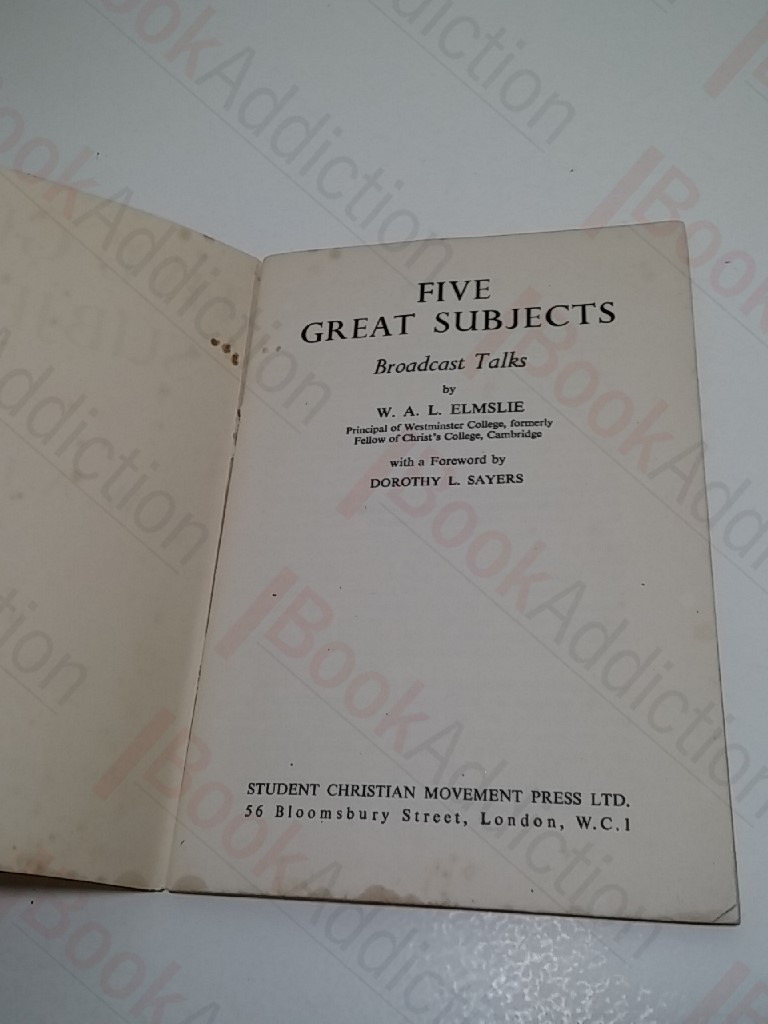 FIVE
GREAT SUBJECTS
Broadcast Talks
by
W. A. L. ELMSLIE
Principal of Westminster College, formerly
Fellow of Christ's College, Cambridge
with a Foreword by
DOROTHY L. SAYERS
STUDENT CHRISTIAN MOVEMENT PRESS LTD.
56 Bloomsbury Street, London, W.C.1
BookAddiction